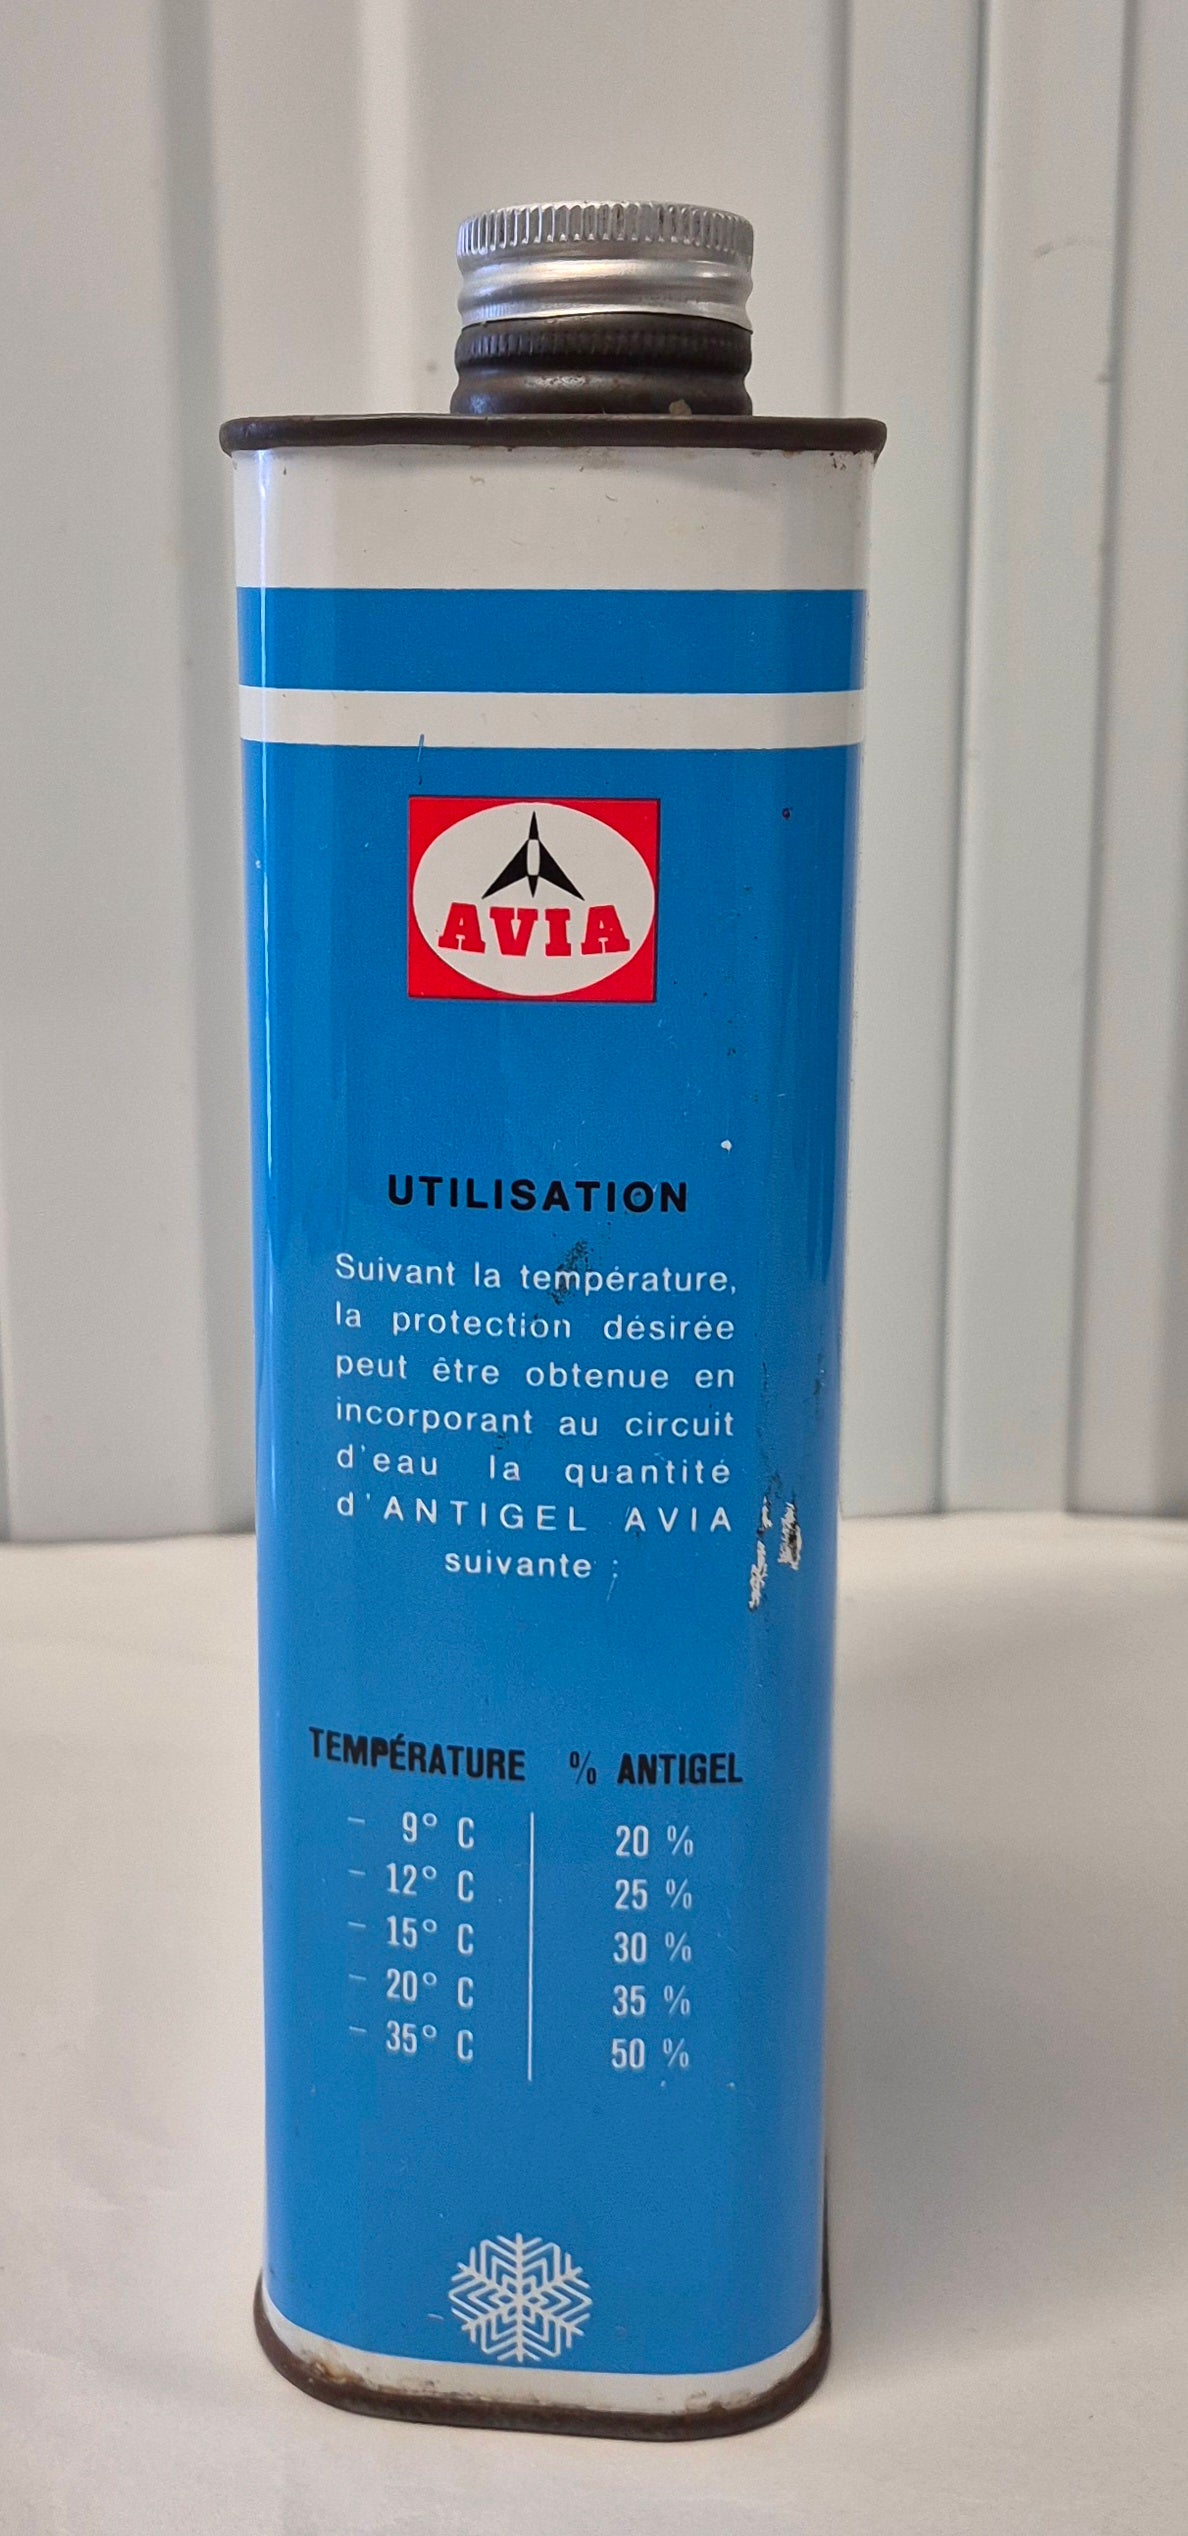 AVIA
UTILISATION
Suivant la température,
la protection désirée
peut être obtenue en
incorporant au circuit
d'eau la quantité
d'ANTIGEL AVIA
suivante :
TEMPÉRATURE % ANTIGEL
- 9° C 20 %
- 12° C 25 %
- 15° C 30 %
- 20° C 35 %
- 35° C 50 %